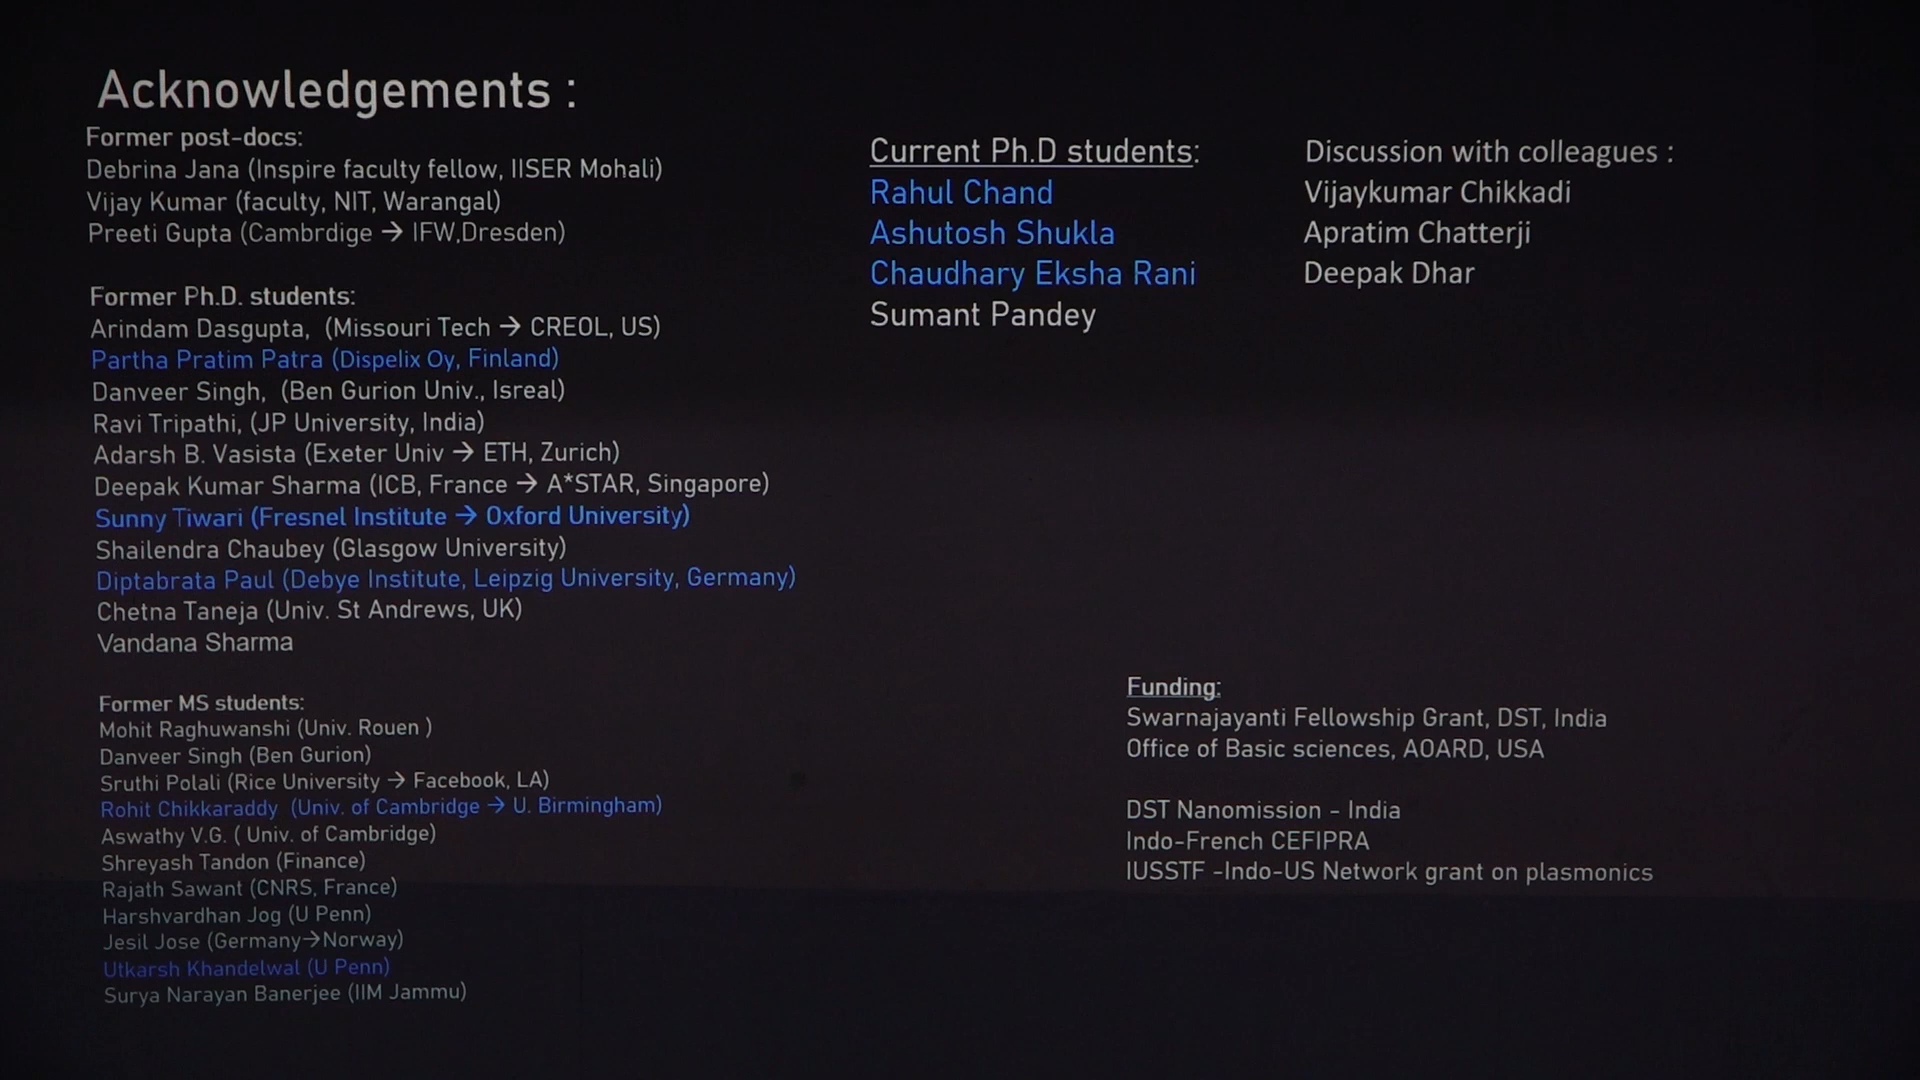 Acknowledgements :
Former post-docs:
Debrina Jana (Inspire faculty fellow, IISER Mohali)
Vijay Kumar (faculty, NIT, Warangal)
Preeti Gupta (Cambrdige → IFW,Dresden)
Former Ph.D. students:
Arindam Dasgupta, (Missouri Tech → CREOL, US)
Partha Pratim Patra (Dispelix Oy, Finland)
Danveer Singh, (Ben Gurion Univ., Isreal)
Ravi Tripathi, (JP University, India)
Adarsh B. Vasista (Exeter Univ → ETH, Zurich)
Deepak Kumar Sharma (ICB, France → A*STAR, Singapore)
Sunny Tiwari (Fresnel Institute → Oxford University)
Shailendra Chaubey (Glasgow University)
Diptabrata Paul (Debye Institute, Leipzig University, Germany)
Chetna Taneja (Univ. St Andrews, UK)
Vandana Sharma
Former MS students:
Mohit Raghuwanshi (Univ. Rouen )
Danveer Singh (Ben Gurion)
Sruthi Polali (Rice University → Facebook, LA)
Rohit Chikkaraddy (Univ. of Cambridge → U. Birmingham)
Aswathy V.G. ( Univ. of Cambridge)
Shreyash Tandon (Finance)
Rajath Sawant (CNRS, France)
Harshvardhan Jog (U Penn)
Jesil Jose (Germany→Norway)
Utkarsh Khandelwal (U Penn)
Surya Narayan Banerjee (IIM Jammu)
Current Ph.D students:
Rahul Chand
Ashutosh Shukla
Chaudhary Eksha Rani
Sumant Pandey
Discussion with colleagues :
Vijaykumar Chikkadi
Apratim Chatterji
Deepak Dhar
Funding:
Swarnajayanti Fellowship Grant, DST, India
Office of Basic sciences, AOARD, USA
DST Nanomission - India
Indo-French CEFIPRA
IUSSTF -Indo-US Network grant on plasmonics